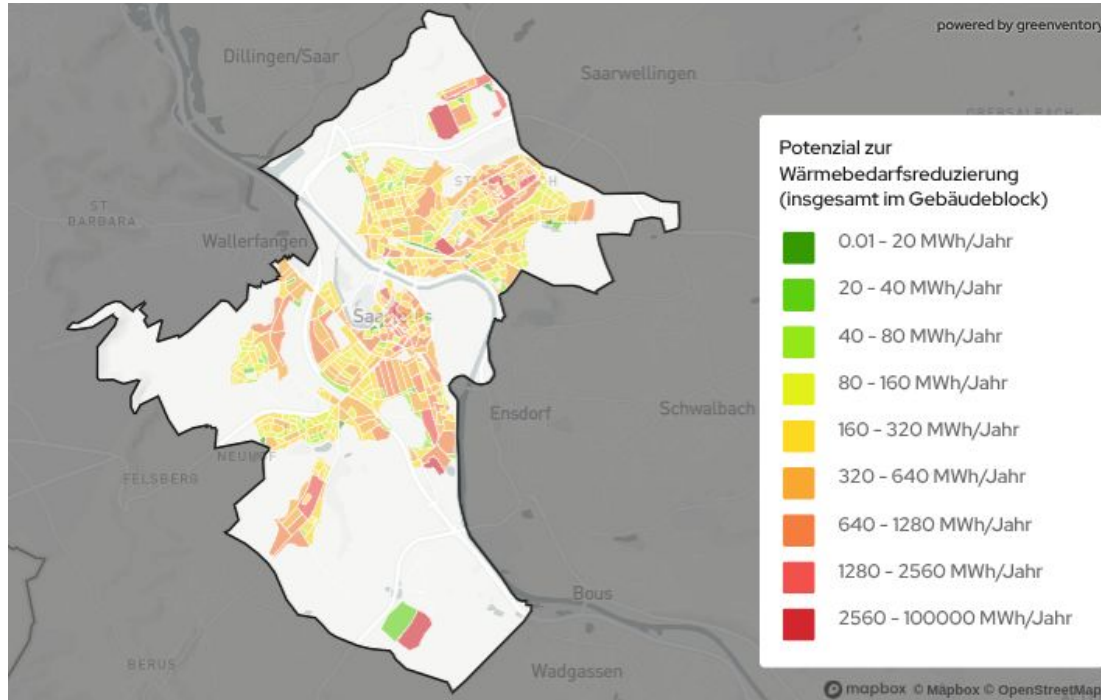 powered by greenventory
Dillingen/Saar
Saarwellingen
ST.
BARBARA
Wallerfangen
Ensdorf
Schwalbach
FELSBERG
Bous
BERUS
Wadgassen
Potenzial zur
Wärmebedarfsreduzierung
(insgesamt im Gebäudeblock)
0.01 - 20 MWh/Jahr
20 - 40 MWh/Jahr
40 - 80 MWh/Jahr
80 - 160 MWh/Jahr
160 - 320 MWh/Jahr
320 - 640 MWh/Jahr
640 - 1280 MWh/Jahr
1280 - 2560 MWh/Jahr
2560 - 100000 MWh/Jahr
mapbox © Mapbox © OpenStreetMap